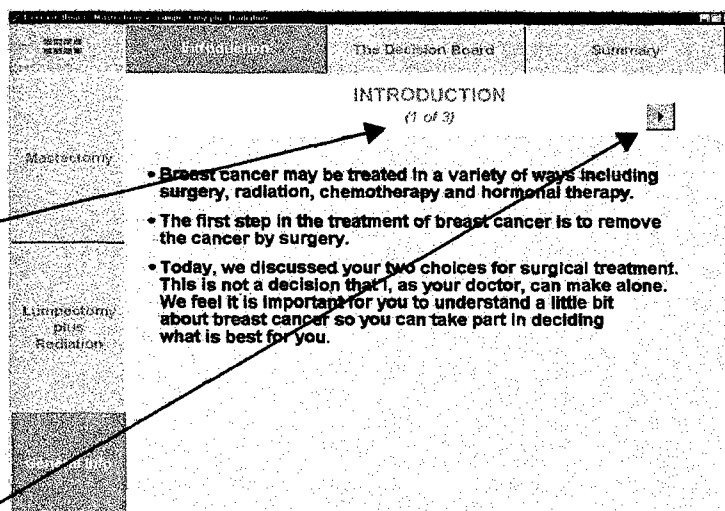 Introduction
The Decision Board
Summary
INTRODUCTION
(1 of 3)
Mastectomy
• Breast cancer may be treated in a variety of ways including
surgery, radiation, chemotherapy and hormonal therapy.
• The first step in the treatment of breast cancer is to remove
the cancer by surgery.
• Today, we discussed your two choices for surgical treatment.
This is not a decision that I, as your doctor, can make alone.
We feel it is important for you to understand a little bit
about breast cancer so you can take part in deciding
what is best for you.
Lumpectomy
plus
Radiation
General Info